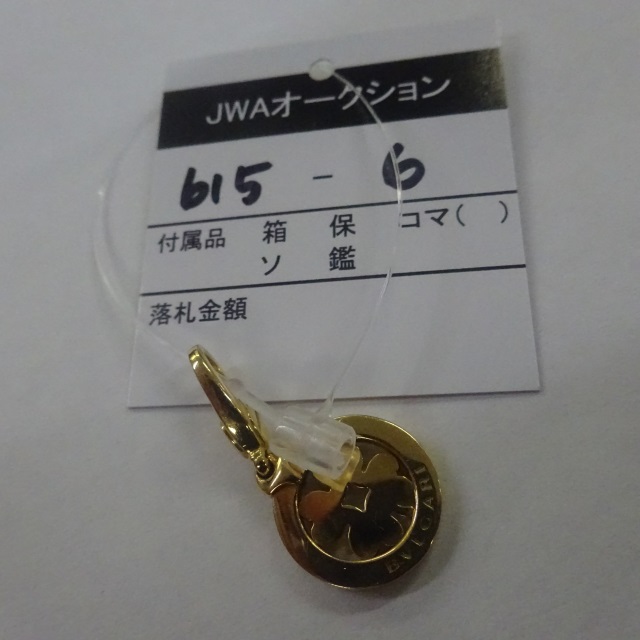 JWAオークション
615 - 6
付属品 箱 保 コマ( )
ソ 鑑
落札金額
BVLGARI